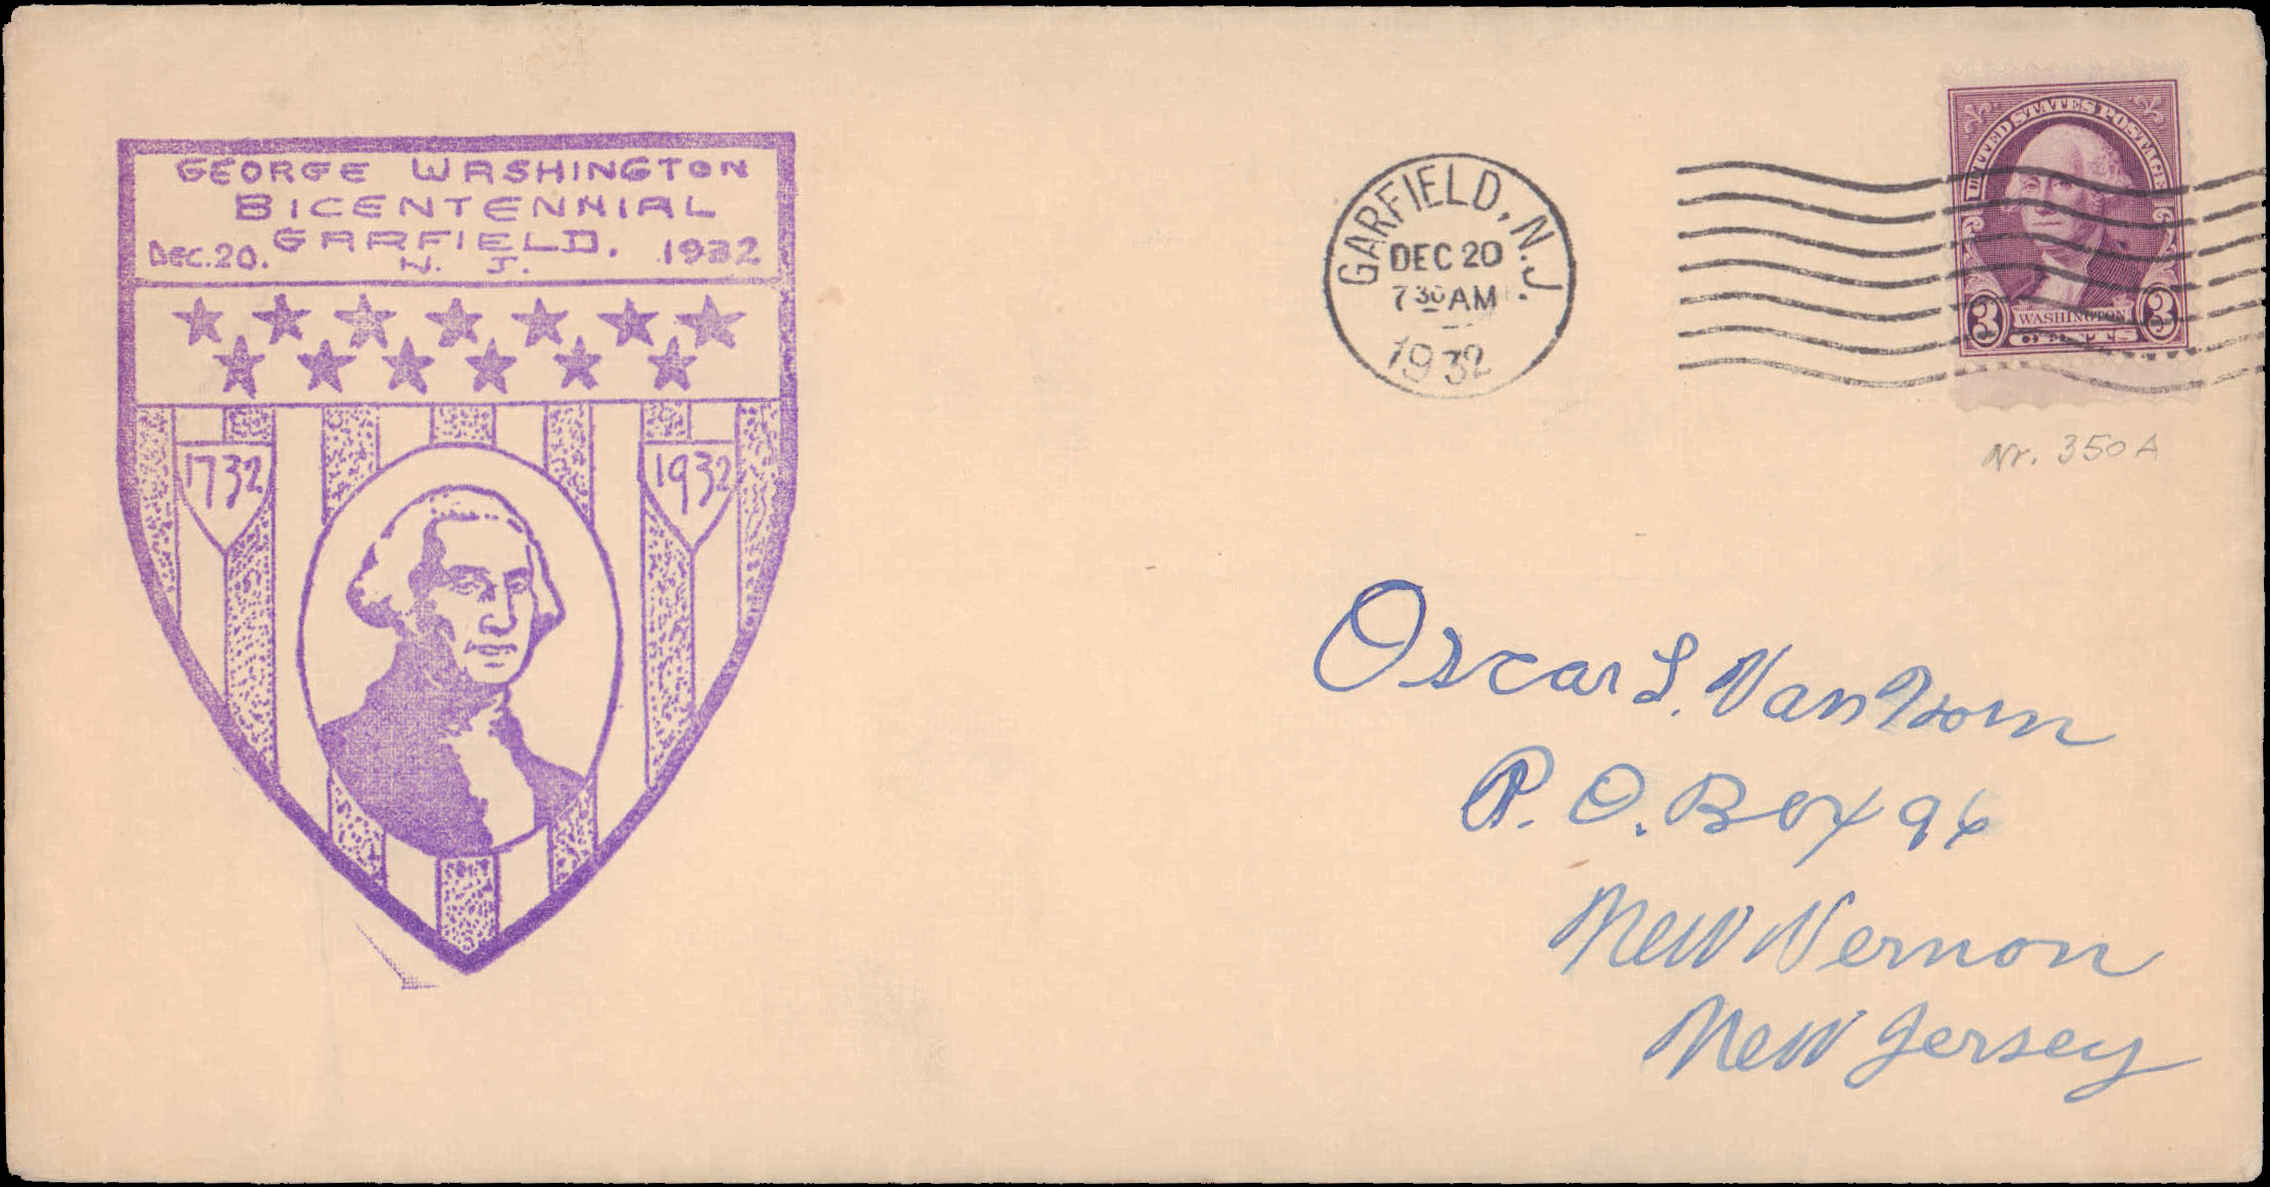 GEORGE WASHINGTON
BICENTENNIAL
Dec. 20. GARFIELD, 1932
N. J.
1732
1932
GARFIELD, N.J.
DEC 20
7 30 AM
1932
UNITED STATES POSTAGE
3 WASHINGTON 3
CENTS
Nr. 350 A
Oscar L. Van
P. O. Box 96
New Vernon
New Jersey